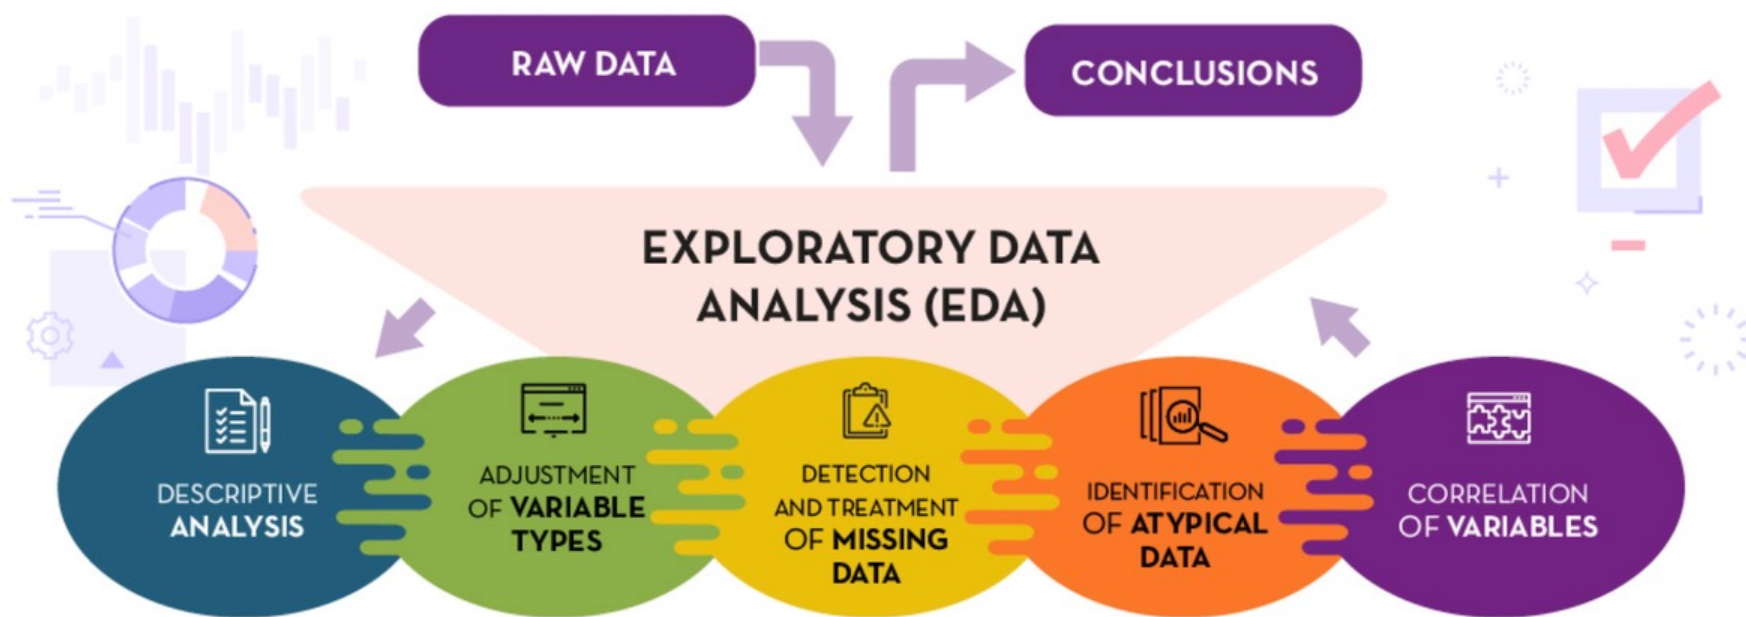 RAW DATA
CONCLUSIONS
EXPLORATORY DATA
ANALYSIS (EDA)
DESCRIPTIVE
ANALYSIS
ADJUSTMENT
OF VARIABLE
TYPES
DETECTION
AND TREATMENT
OF MISSING
DATA
IDENTIFICATION
OF ATYPICAL
DATA
CORRELATION
OF VARIABLES